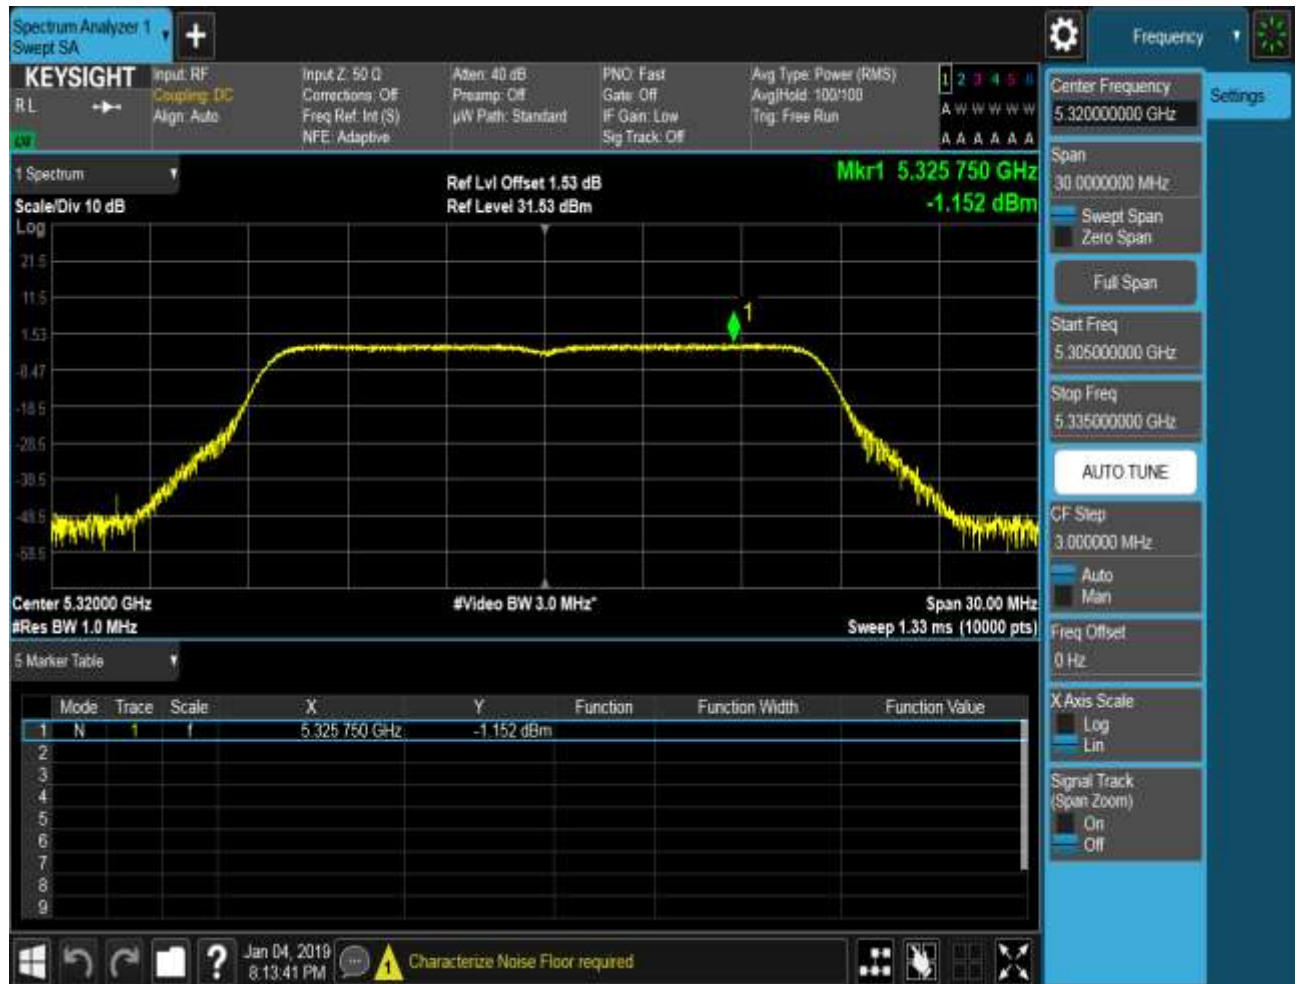 Spectrum Analyzer 1
Swept SA
Frequency
KEYSIGHT
RL
Input: RF
Coupling: DC
Align: Auto
Input Z: 50 Ω
Corrections: Off
Freq Ref: Int (S)
NFE: Adaptive
Atten: 40 dB
Preamp: Off
µW Path: Standard
PNO: Fast
Gate: Off
IF Gain: Low
Sig Track: Off
Avg Type: Power (RMS)
Avg|Hold: 100/100
Trig: Free Run
1 2 3 4 5 6
A W W W W W
A A A A A A
1 Spectrum
Scale/Div 10 dB
Ref Lvl Offset 1.53 dB
Ref Level 31.53 dBm
Mkr1 5.325 750 GHz
-1.152 dBm
Log
21.5
11.5
1.53
-8.47
-18.5
-28.5
-38.5
-48.5
-58.5
1
Center 5.32000 GHz
#Res BW 1.0 MHz
#Video BW 3.0 MHz*
Span 30.00 MHz
Sweep 1.33 ms (10000 pts)
5 Marker Table
Mode Trace Scale X Y Function Function Width Function Value
1 N 1 f 5.325 750 GHz -1.152 dBm
2
3
4
5
6
7
8
9
Jan 04, 2019
8:13:41 PM
Characterize Noise Floor required
Center Frequency
5.320000000 GHz
Settings
Span
30.0000000 MHz
Swept Span
Zero Span
Full Span
Start Freq
5.305000000 GHz
Stop Freq
5.335000000 GHz
AUTO TUNE
CF Step
3.000000 MHz
Auto
Man
Freq Offset
0 Hz
X Axis Scale
Log
Lin
Signal Track
(Span Zoom)
On
Off